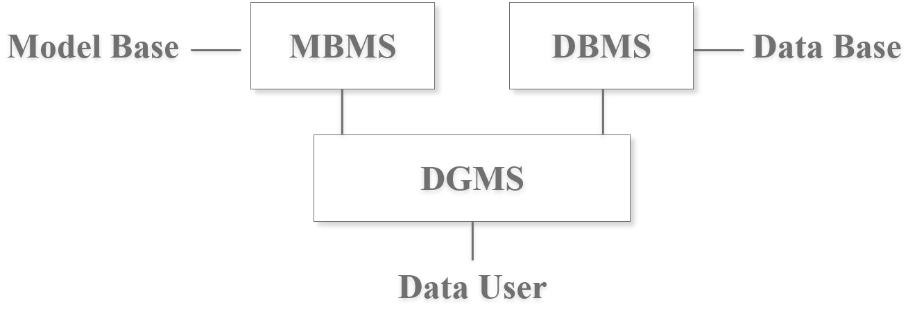 Model Base
MBMS
DBMS
Data Base
DGMS
Data User